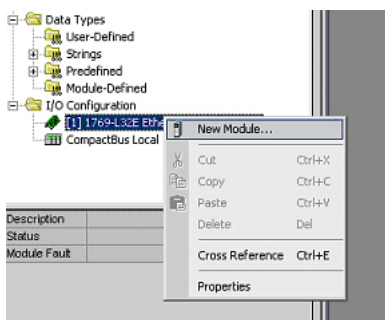 Data Types
User-Defined
Strings
Predefined
Module-Defined
I/O Configuration
[1] 1769-L32E Ethe
CompactBus Local
New Module...
Cut Ctrl+X
Copy Ctrl+C
Paste Ctrl+V
Delete Del
Cross Reference Ctrl+E
Properties
Description
Status
Module Fault